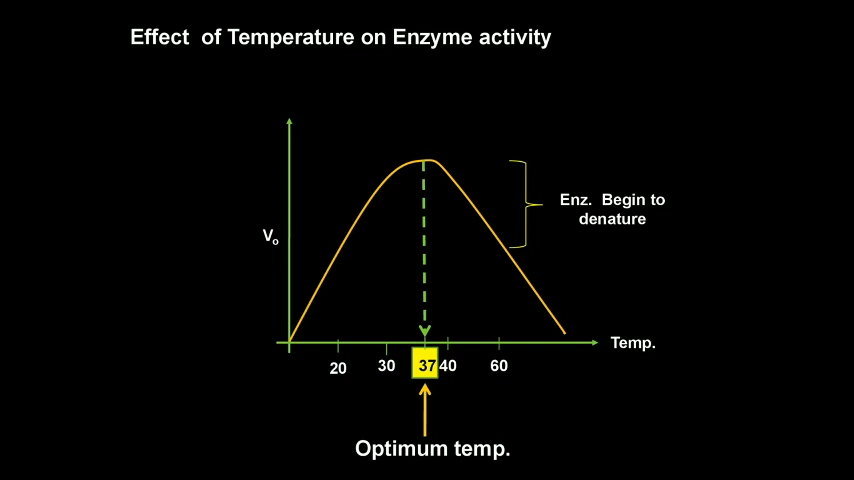 Effect of Temperature on Enzyme activity
Enz. Begin to
denature
Vo
Temp.
20 30 37 40 60
Optimum temp.